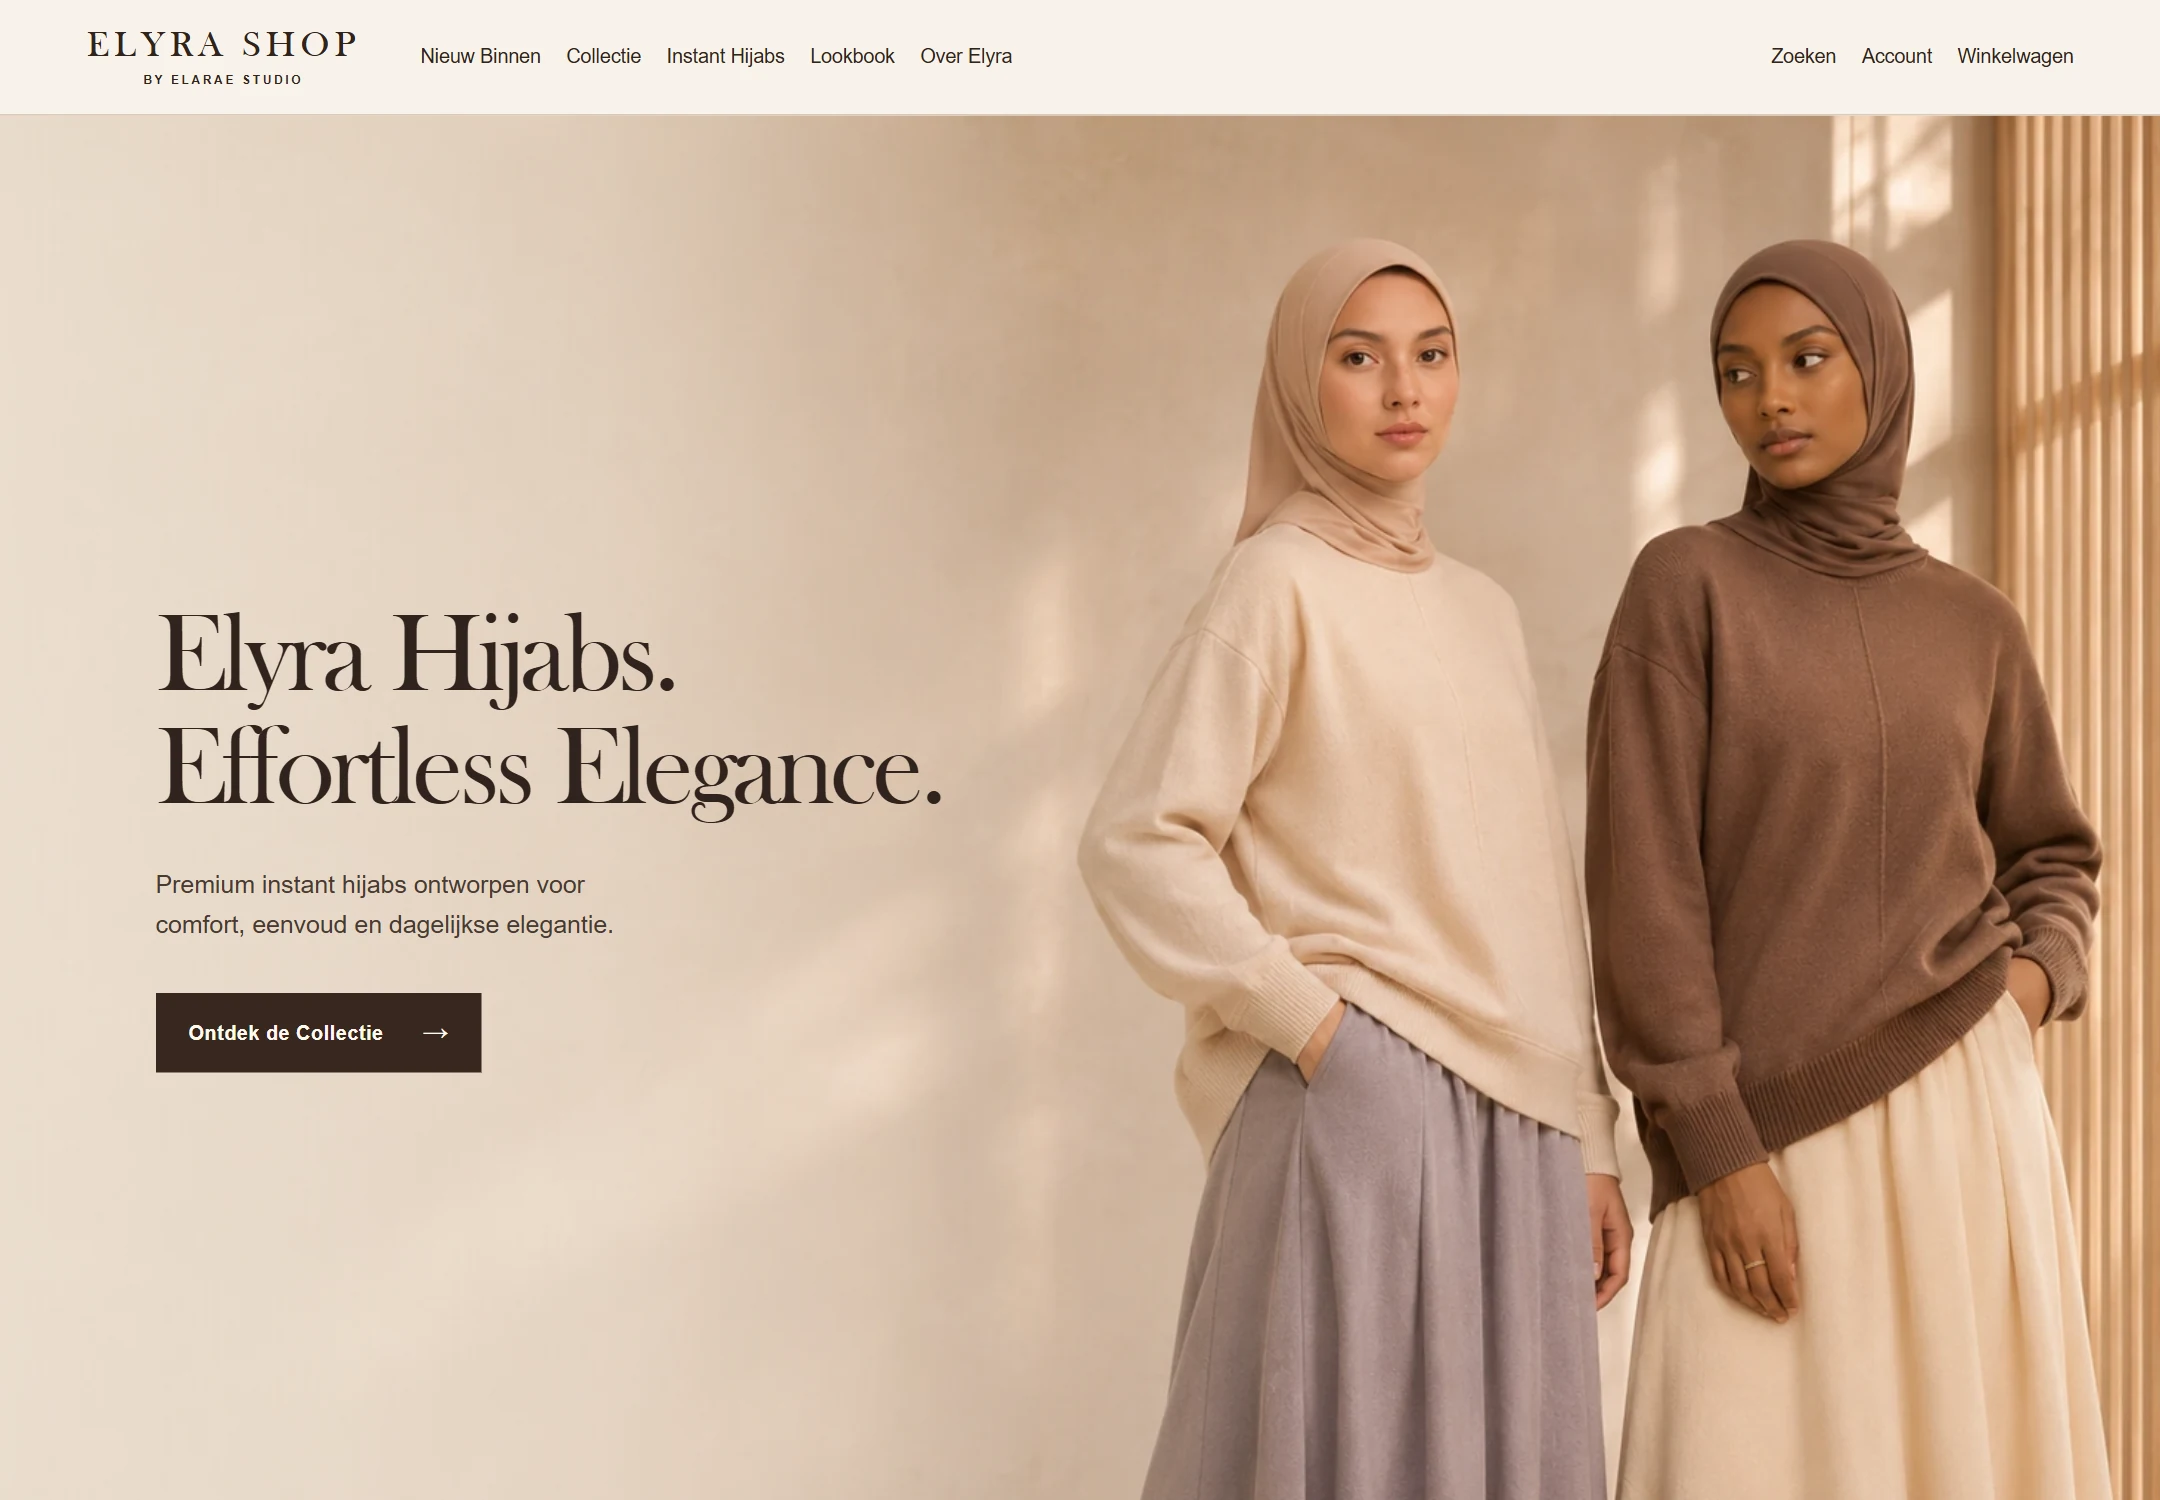 ELYRA SHOP
BY ELARAE STUDIO
Nieuw Binnen Collectie Instant Hijabs Lookbook Over Elyra
Zoeken Account Winkelwagen
Elyra Hijabs.
Effortless Elegance.
Premium instant hijabs ontworpen voor
comfort, eenvoud en dagelijkse elegantie.
Ontdek de Collectie →